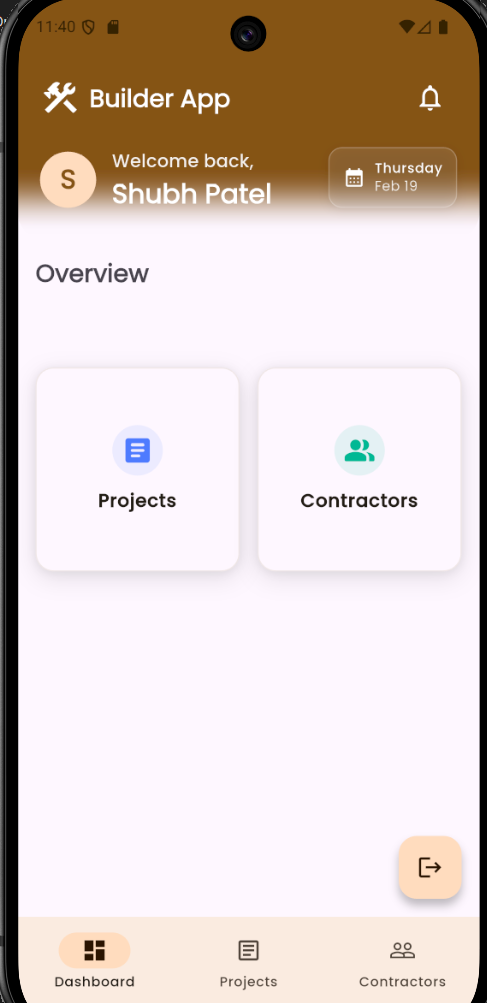 11:40
Builder App
Welcome back,
S
Shubh Patel
Thursday
Feb 19
Overview
Projects
Contractors
Dashboard
Projects
Contractors